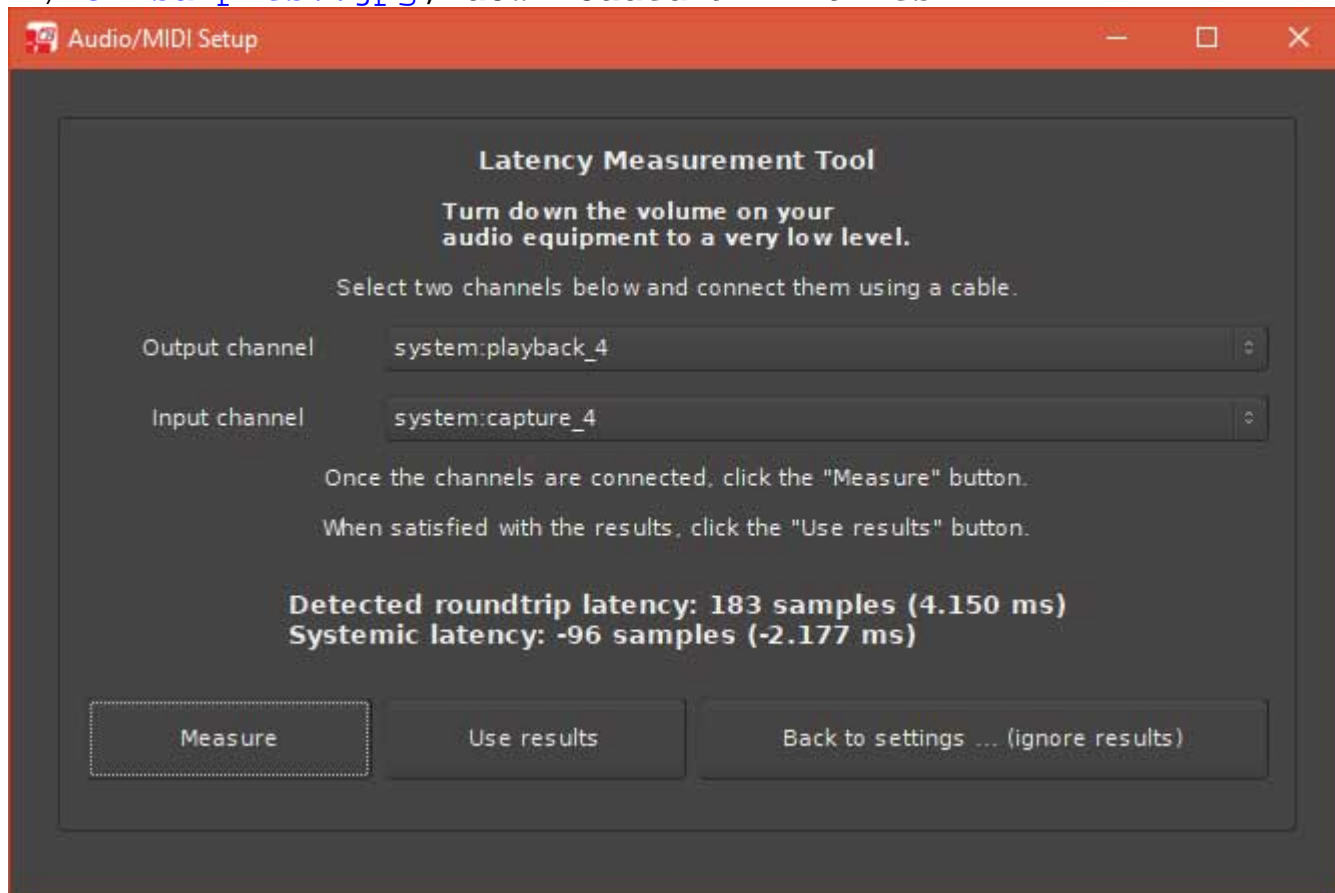 Audio/MIDI Setup
Latency Measurement Tool
Turn down the volume on your
audio equipment to a very low level.
Select two channels below and connect them using a cable.
Output channel system:playback_4
Input channel system:capture_4
Once the channels are connected, click the "Measure" button.
When satisfied with the results, click the "Use results" button.
Detected roundtrip latency: 183 samples (4.150 ms)
Systemic latency: -96 samples (-2.177 ms)
Measure Use results Back to settings ... (ignore results)